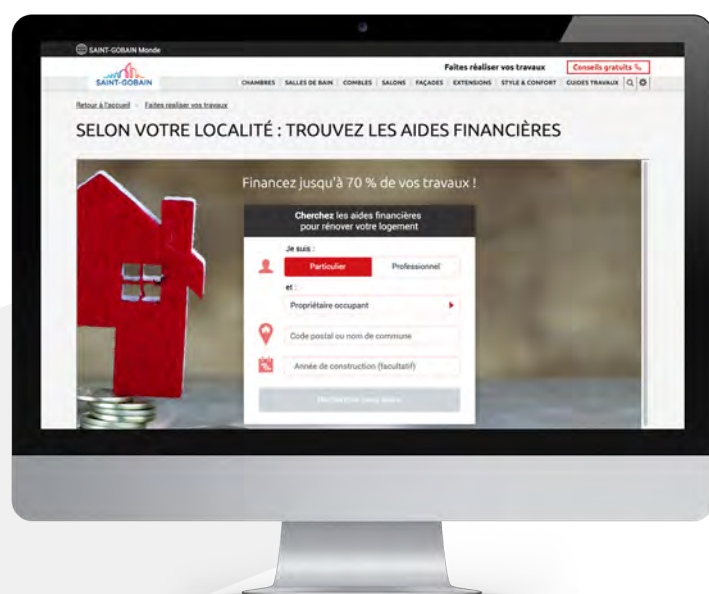 SAINT-GOBAIN Monde
Faites réaliser vos travaux
Conseils gratuits
SAINT-GOBAIN
CHAMBRES
SALLES DE BAIN
COMBLES
SALONS
FAÇADES
EXTENSIONS
STYLE & CONFORT
GUIDES TRAVAUX
Retour à l'accueil
Faites réaliser vos travaux
SELON VOTRE LOCALITÉ : TROUVEZ LES AIDES FINANCIÈRES
Financez jusqu'à 70 % de vos travaux !
Cherchez les aides financières
pour rénover votre logement
Je suis :
Particulier
Professionnel
et :
Propriétaire occupant
Code postal ou nom de commune
Année de construction (facultatif)